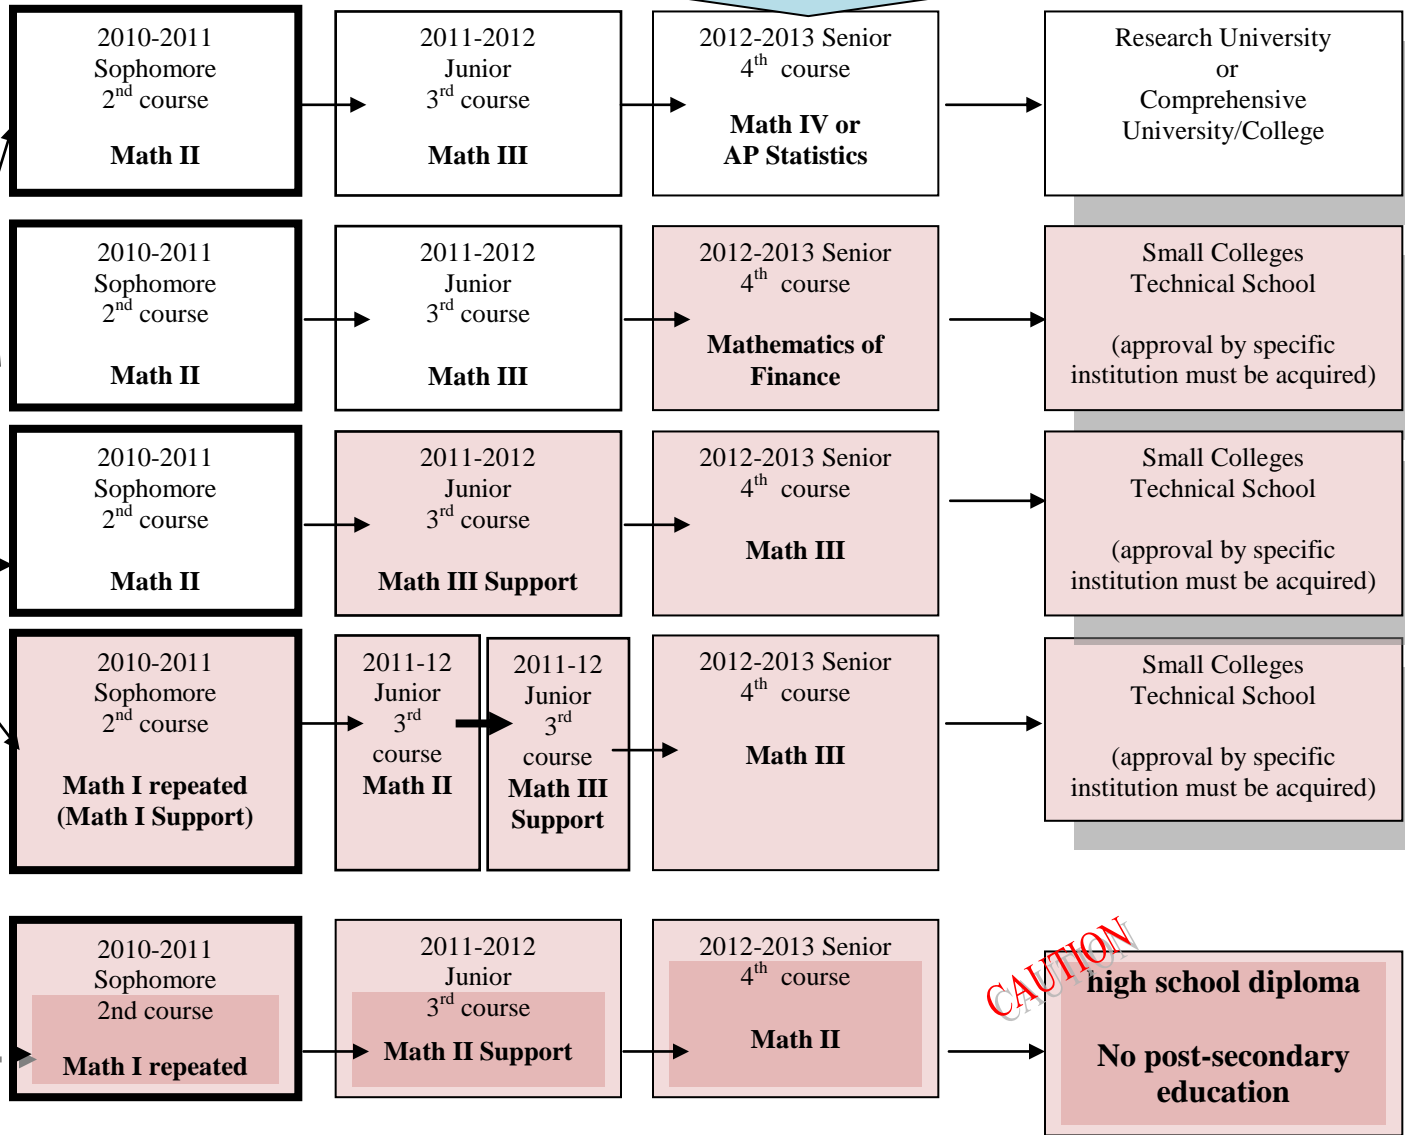 2010-2011
Sophomore
2nd course
Math II
2011-2012
Junior
3rd course
Math III
2012-2013 Senior
4th course
Math IV or
AP Statistics
Research University
or
Comprehensive
University/College
2010-2011
Sophomore
2nd course
Math II
2011-2012
Junior
3rd course
Math III
2012-2013 Senior
4th course
Mathematics of
Finance
Small Colleges
Technical School
(approval by specific
institution must be acquired)
2010-2011
Sophomore
2nd course
Math II
2011-2012
Junior
3rd course
Math III Support
2012-2013 Senior
4th course
Math III
Small Colleges
Technical School
(approval by specific
institution must be acquired)
2010-2011
Sophomore
2nd course
Math I repeated
(Math I Support)
2011-12
Junior
3rd
course
Math II
2011-12
Junior
3rd
course
Math III
Support
2012-2013 Senior
4th course
Math III
Small Colleges
Technical School
(approval by specific
institution must be acquired)
2010-2011
Sophomore
2nd course
Math I repeated
2011-2012
Junior
3rd course
Math II Support
2012-2013 Senior
4th course
Math II
CAUTION
high school diploma
No post-secondary
education